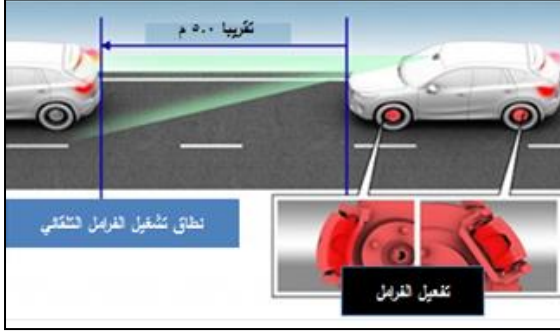 تقريبا ٥.٠ م
نطاق تشغيل الفرامل التلقائي
تفعيل الفرامل